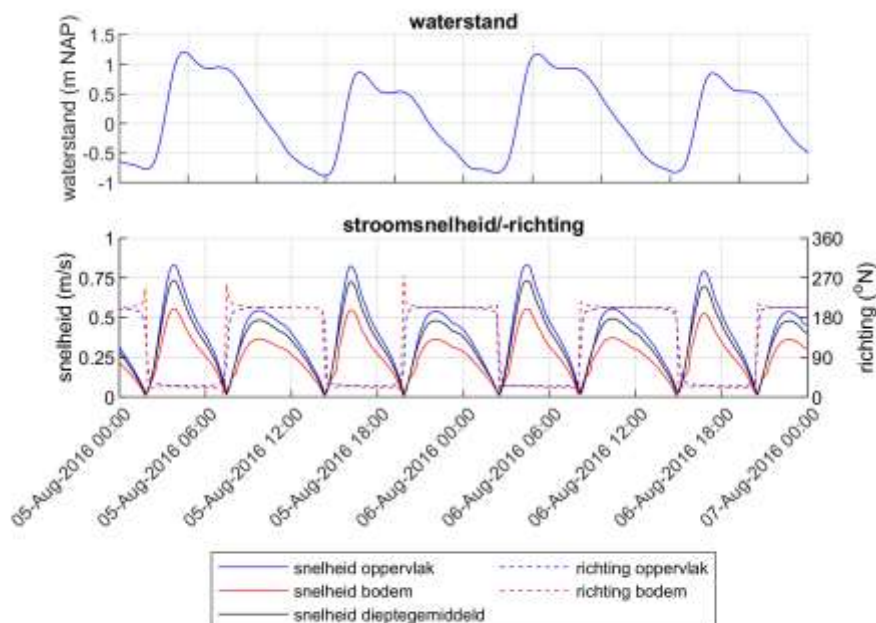 waterstand
waterstand (m NAP)
1.5
1
0.5
0
-0.5
-1
stroomsnelheid/-richting
snelheid (m/s)
1
0.75
0.5
0.25
0
richting (°N)
360
270
180
90
0
05-Aug-2016 00:00
05-Aug-2016 06:00
05-Aug-2016 12:00
05-Aug-2016 18:00
06-Aug-2016 00:00
06-Aug-2016 06:00
06-Aug-2016 12:00
06-Aug-2016 18:00
07-Aug-2016 00:00
snelheid oppervlak
snelheid bodem
snelheid dieptegemiddeld
richting oppervlak
richting bodem